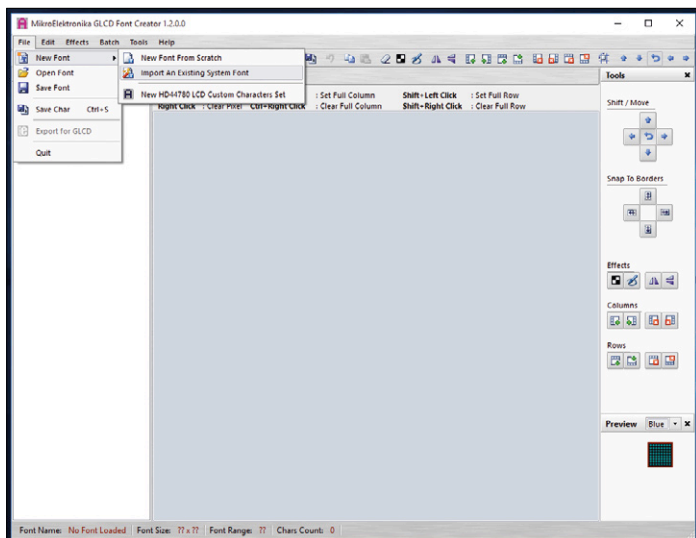 MikroElektronika GLCD Font Creator 1.2.0.0
File Edit Effects Batch Tools Help
New Font
Open Font
Save Font
Save Char Ctrl+S
Export for GLCD
Quit
New Font From Scratch
Import An Existing System Font
New HD44780 LCD Custom Characters Set
: Set Full Column Shift+Left Click : Set Full Row
Right Click : Clear Pixel Ctrl+Right Click : Clear Full Column Shift+Right Click : Clear Full Row
Tools
Shift / Move
Snap To Borders
Effects
Columns
Rows
Preview Blue
Font Name: No Font Loaded Font Size: ?? x ?? Font Range: ?? Chars Count: 0